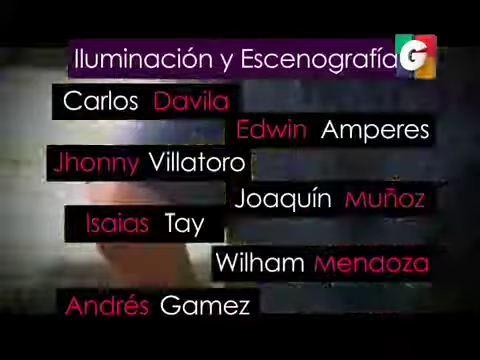 Iluminación y Escenografía
G
Carlos Davila
Edwin Amperes
Jhonny Villatoro
Joaquín Muñoz
Isaias Tay
Wilham Mendoza
Andrés Gamez